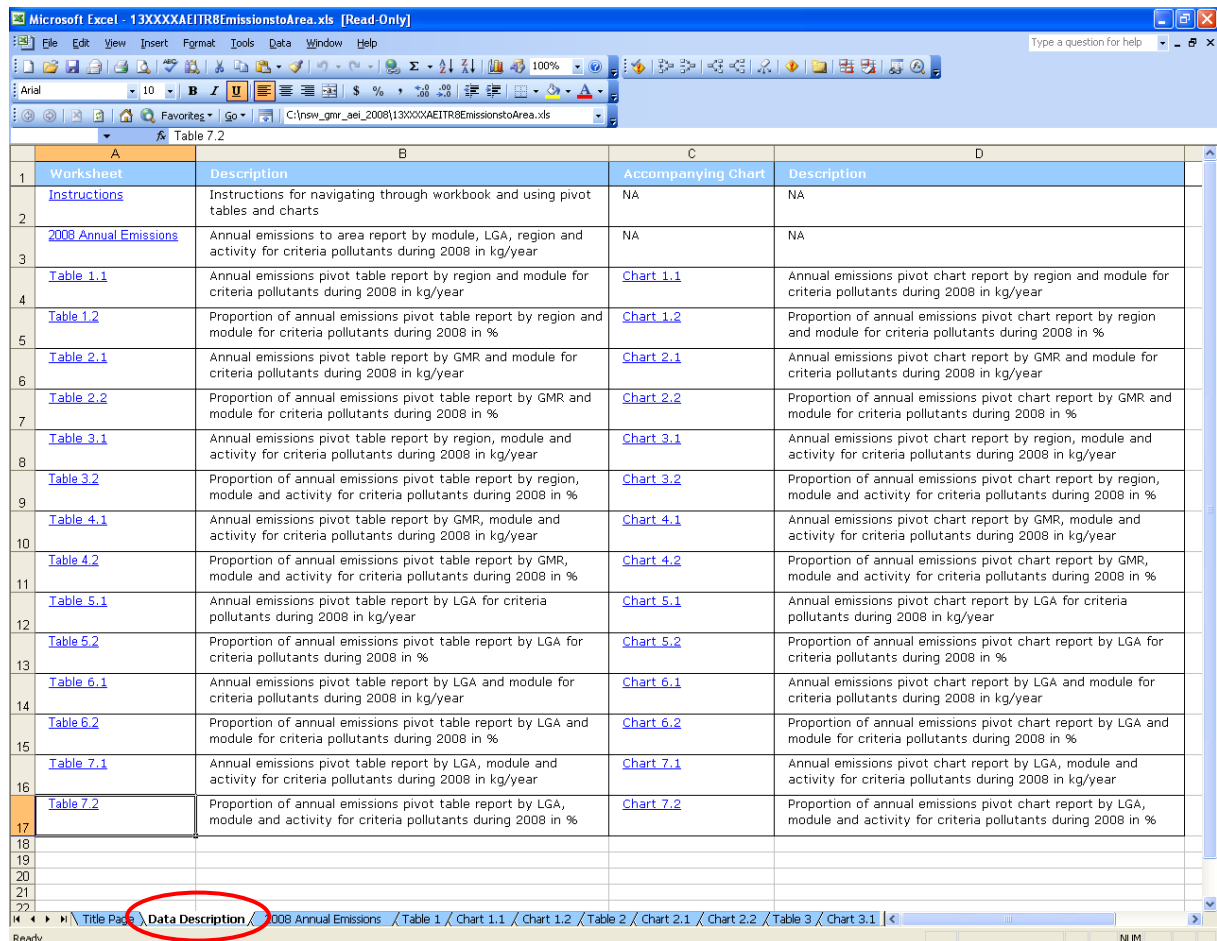 Microsoft Excel - 13XXXXAEITR8EmissionstoArea.xls [Read-Only]
File Edit View Insert Format Tools Data Window Help
Type a question for help
100%
Arial 10 B I U $ % ,
Favorites Go C:\nsw_gmr_aei_2008\13XXXXAEITR8EmissionstoArea.xls
fx Table 7.2
A B C D
1 Worksheet Description Accompanying Chart Description
2 Instructions
Instructions for navigating through workbook and using pivot
tables and charts
NA
NA
3 2008 Annual Emissions
Annual emissions to area report by module, LGA, region and
activity for criteria pollutants during 2008 in kg/year
NA
NA
4 Table 1.1
Annual emissions pivot table report by region and module for
criteria pollutants during 2008 in kg/year
Chart 1.1
Annual emissions pivot chart report by region and module for
criteria pollutants during 2008 in kg/year
5 Table 1.2
Proportion of annual emissions pivot table report by region and
module for criteria pollutants during 2008 in %
Chart 1.2
Proportion of annual emissions pivot chart report by region
and module for criteria pollutants during 2008 in %
6 Table 2.1
Annual emissions pivot table report by GMR and module for
criteria pollutants during 2008 in kg/year
Chart 2.1
Annual emissions pivot chart report by GMR and module for
criteria pollutants during 2008 in kg/year
7 Table 2.2
Proportion of annual emissions pivot table report by GMR and
module for criteria pollutants during 2008 in %
Chart 2.2
Proportion of annual emissions pivot chart report by GMR and
module for criteria pollutants during 2008 in %
8 Table 3.1
Annual emissions pivot table report by region, module and
activity for criteria pollutants during 2008 in kg/year
Chart 3.1
Annual emissions pivot chart report by region, module and
activity for criteria pollutants during 2008 in kg/year
9 Table 3.2
Proportion of annual emissions pivot table report by region,
module and activity for criteria pollutants during 2008 in %
Chart 3.2
Proportion of annual emissions pivot chart report by region,
module and activity for criteria pollutants during 2008 in %
10 Table 4.1
Annual emissions pivot table report by GMR, module and
activity for criteria pollutants during 2008 in kg/year
Chart 4.1
Annual emissions pivot chart report by GMR, module and
activity for criteria pollutants during 2008 in kg/year
11 Table 4.2
Proportion of annual emissions pivot table report by GMR,
module and activity for criteria pollutants during 2008 in %
Chart 4.2
Proportion of annual emissions pivot chart report by GMR,
module and activity for criteria pollutants during 2008 in %
12 Table 5.1
Annual emissions pivot table report by LGA for criteria
pollutants during 2008 in kg/year
Chart 5.1
Annual emissions pivot chart report by LGA for criteria
pollutants during 2008 in kg/year
13 Table 5.2
Proportion of annual emissions pivot table report by LGA for
criteria pollutants during 2008 in %
Chart 5.2
Proportion of annual emissions pivot chart report by LGA for
criteria pollutants during 2008 in %
14 Table 6.1
Annual emissions pivot table report by LGA and module for
criteria pollutants during 2008 in kg/year
Chart 6.1
Annual emissions pivot chart report by LGA and module for
criteria pollutants during 2008 in kg/year
15 Table 6.2
Proportion of annual emissions pivot table report by LGA and
module for criteria pollutants during 2008 in %
Chart 6.2
Proportion of annual emissions pivot chart report by LGA and
module for criteria pollutants during 2008 in %
16 Table 7.1
Annual emissions pivot table report by LGA, module and
activity for criteria pollutants during 2008 in kg/year
Chart 7.1
Annual emissions pivot chart report by LGA, module and
activity for criteria pollutants during 2008 in kg/year
17 Table 7.2
Proportion of annual emissions pivot table report by LGA,
module and activity for criteria pollutants during 2008 in %
Chart 7.2
Proportion of annual emissions pivot chart report by LGA,
module and activity for criteria pollutants during 2008 in %
18
19
20
21
22
Title Page Data Description 2008 Annual Emissions Table 1 Chart 1.1 Chart 1.2 Table 2 Chart 2.1 Chart 2.2 Table 3 Chart 3.1
Ready NUM